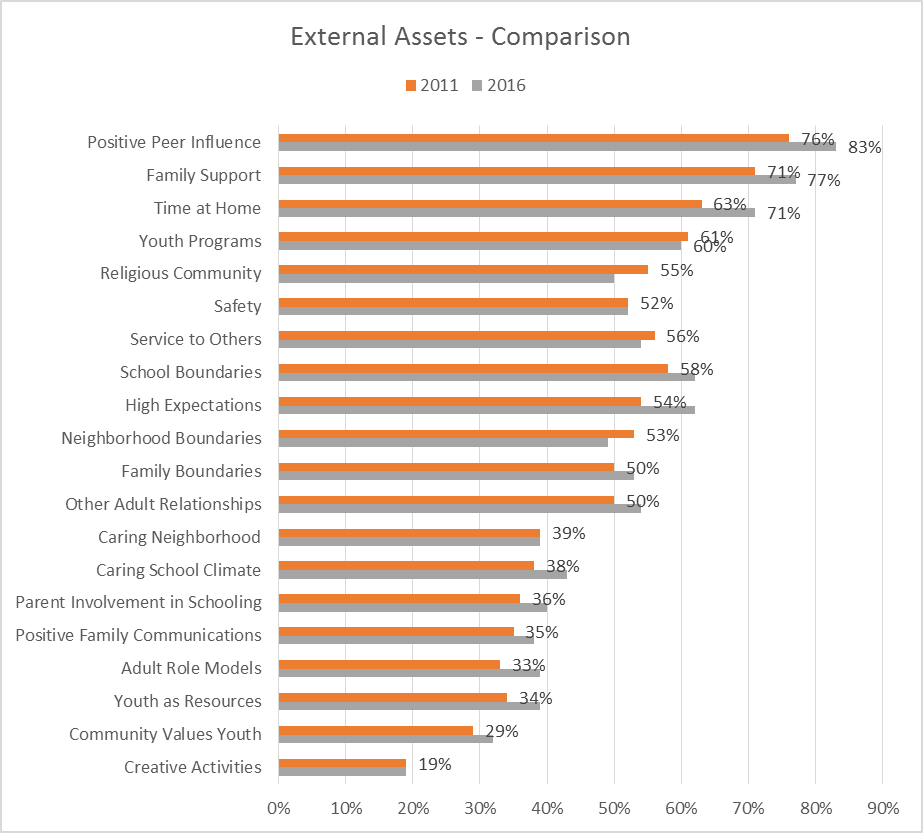 External Assets - Comparison
2011 2016
Positive Peer Influence 76% 83%
Family Support 71% 77%
Time at Home 63% 71%
Youth Programs 61% 60%
Religious Community 55%
Safety 52%
Service to Others 56%
School Boundaries 58%
High Expectations 54%
Neighborhood Boundaries 53%
Family Boundaries 50%
Other Adult Relationships 50%
Caring Neighborhood 39%
Caring School Climate 38%
Parent Involvement in Schooling 36%
Positive Family Communications 35%
Adult Role Models 33%
Youth as Resources 34%
Community Values Youth 29%
Creative Activities 19%
0% 10% 20% 30% 40% 50% 60% 70% 80% 90%